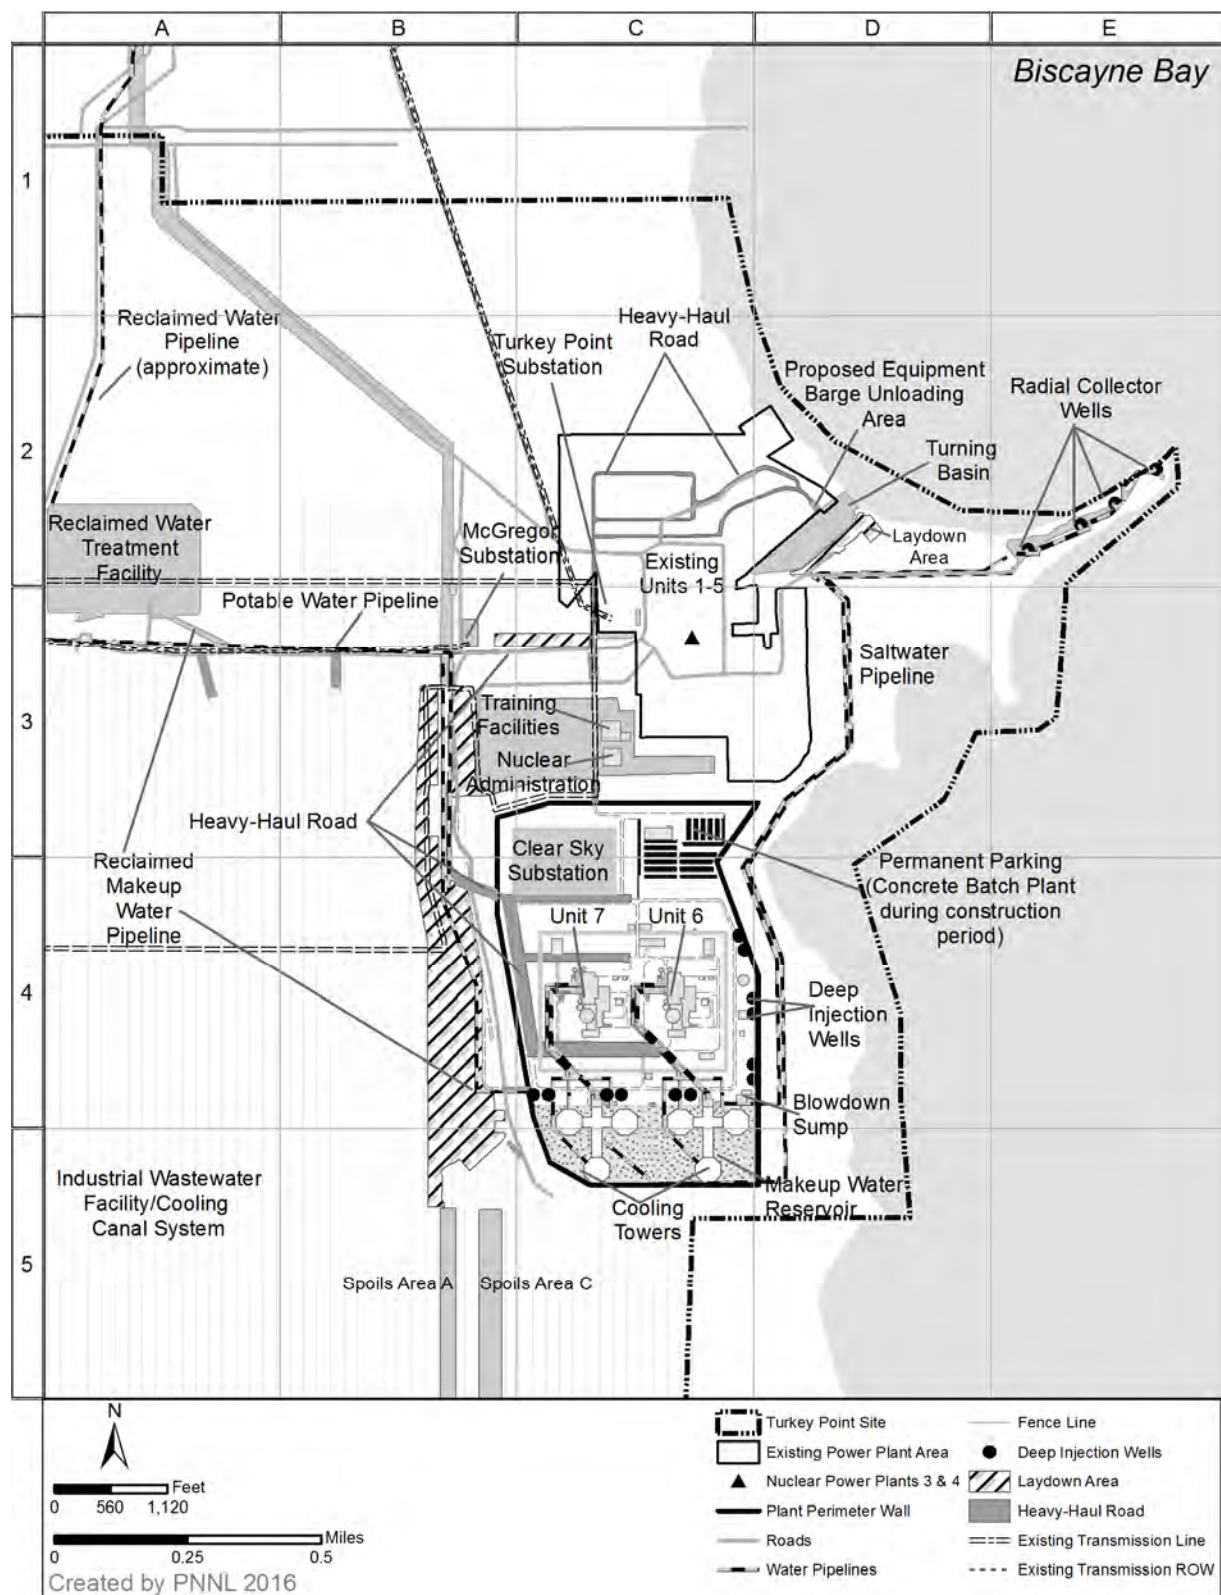 A B C D E
Biscayne Bay
1
Reclaimed Water
Pipeline
(approximate)
Turkey Point
Substation
Heavy-Haul
Road
Proposed Equipment
Barge Unloading
Area
Radial Collector
Wells
2
Turning
Basin
Reclaimed Water
Treatment
Facility
McGregor
Substation
Existing
Units 1-5
Laydown
Area
Potable Water Pipeline
Saltwater
Pipeline
3
Training
Facilities
Nuclear
Administration
Heavy-Haul Road
Clear Sky
Substation
Reclaimed
Makeup
Water
Pipeline
Permanent Parking
(Concrete Batch Plant
during construction
period)
Unit 7
Unit 6
4
Deep
Injection
Wells
Blowdown
Sump
Industrial Wastewater
Facility/Cooling
Canal System
Cooling
Towers
Makeup Water
Reservoir
5
Spoils Area A
Spoils Area C
N
Feet
0 560 1,120
Miles
0 0.25 0.5
Created by PNNL 2016
Turkey Point Site
Existing Power Plant Area
Nuclear Power Plants 3 & 4
Plant Perimeter Wall
Roads
Water Pipelines
Fence Line
Deep Injection Wells
Laydown Area
Heavy-Haul Road
Existing Transmission Line
Existing Transmission ROW